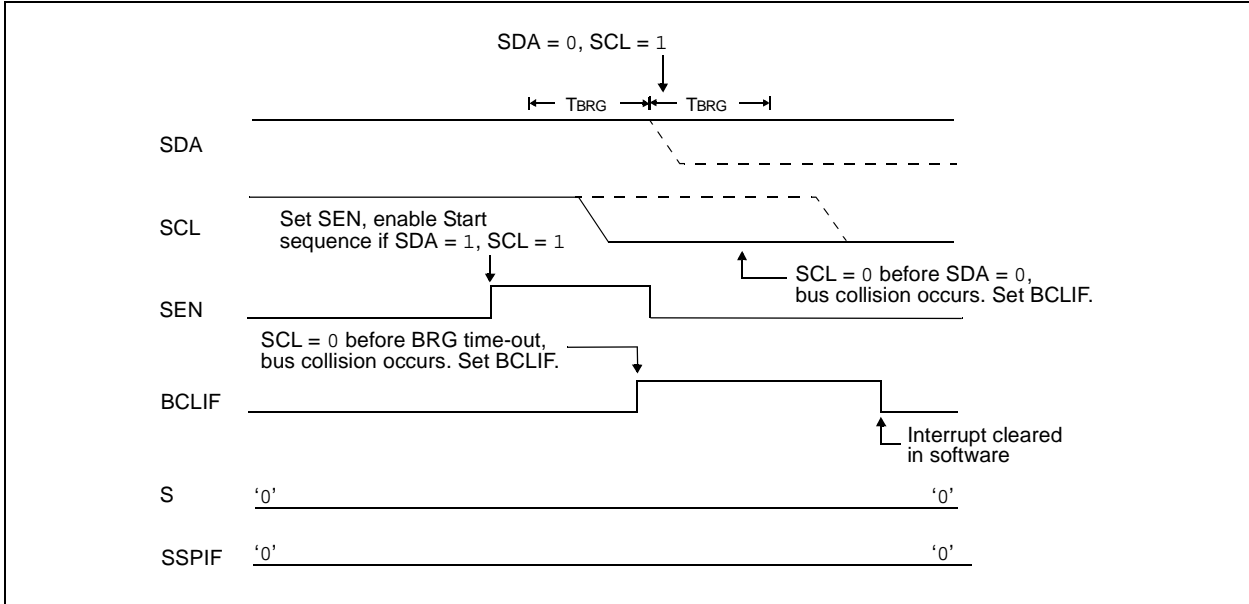 SDA = 0, SCL = 1
TBRG TBRG
SDA
SCL
Set SEN, enable Start
sequence if SDA = 1, SCL = 1
SCL = 0 before SDA = 0,
bus collision occurs. Set BCLIF.
SEN
SCL = 0 before BRG time-out,
bus collision occurs. Set BCLIF.
BCLIF
Interrupt cleared
in software
S ‘0’ ‘0’
SSPIF ‘0’ ‘0’